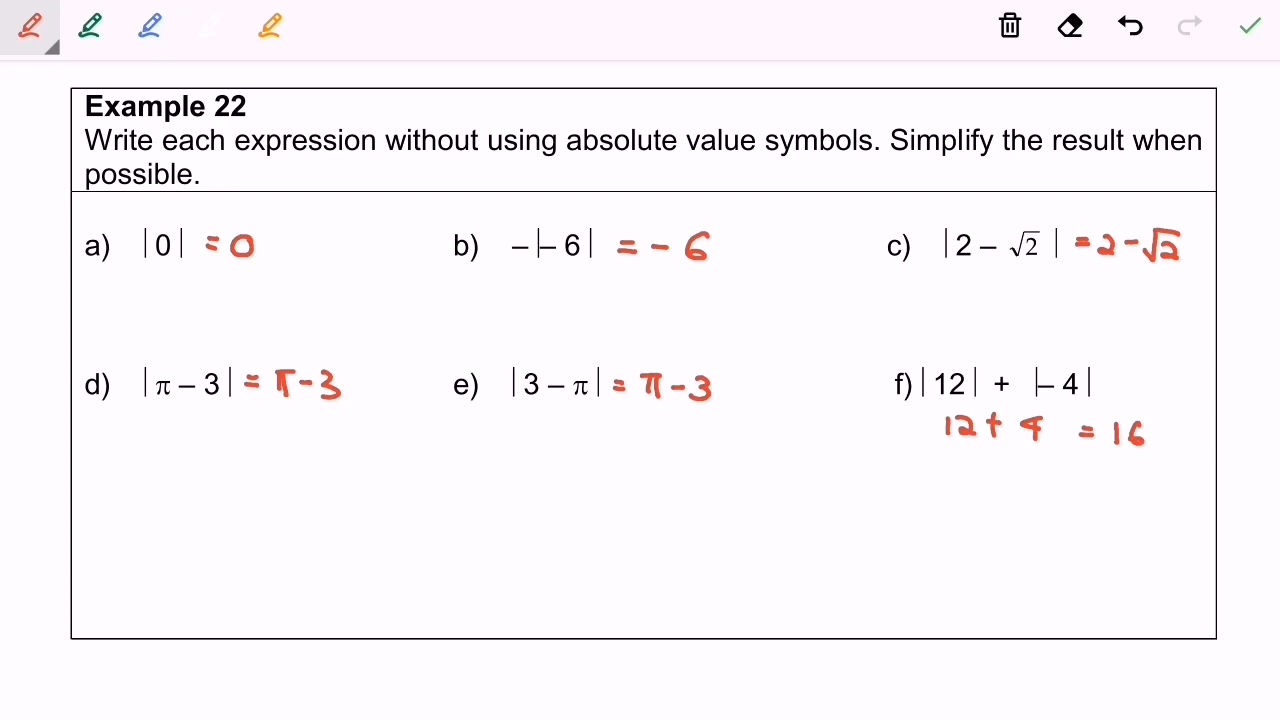 Example 22
Write each expression without using absolute value symbols. Simplify the result when
possible.
a) |0| = 0 b) –|– 6| = – 6 c) |2 – √2 | = 2 – √2
d) |π – 3| = π – 3 e) |3 – π| = π – 3 f) |12| + |– 4|
12 + 4 = 16